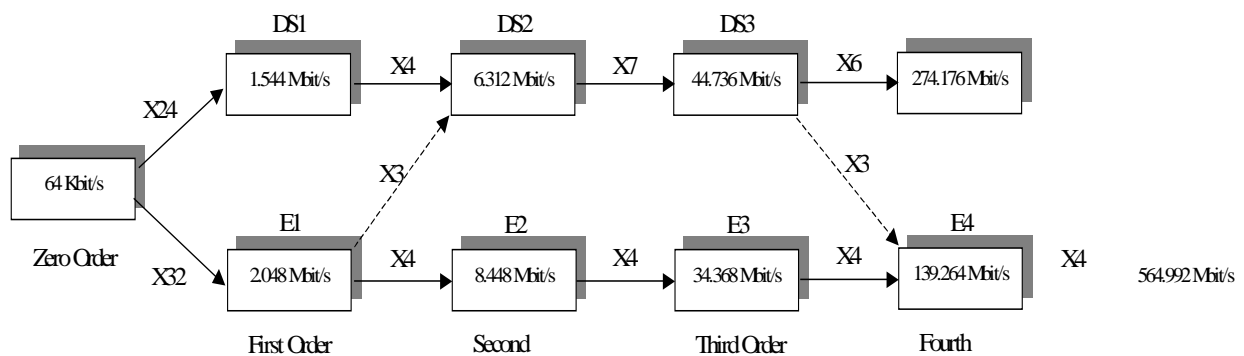 DS1 DS2 DS3
1.544 Mbit/s X4 6.312 Mbit/s X7 44.736 Mbit/s X6 274.176 Mbit/s
X24
X3 X3
64 Kbit/s
Zero Order
X32
E1 E2 E3 E4
2.048 Mbit/s X4 8.448 Mbit/s X4 34.368 Mbit/s X4 139.264 Mbit/s X4 564.992 Mbit/s
First Order Second Third Order Fourth